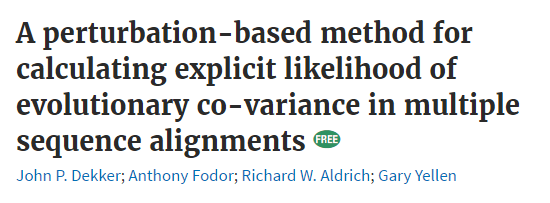 A perturbation-based method for
calculating explicit likelihood of
evolutionary co-variance in multiple
sequence alignments FREE
John P. Dekker; Anthony Fodor; Richard W. Aldrich; Gary Yellen